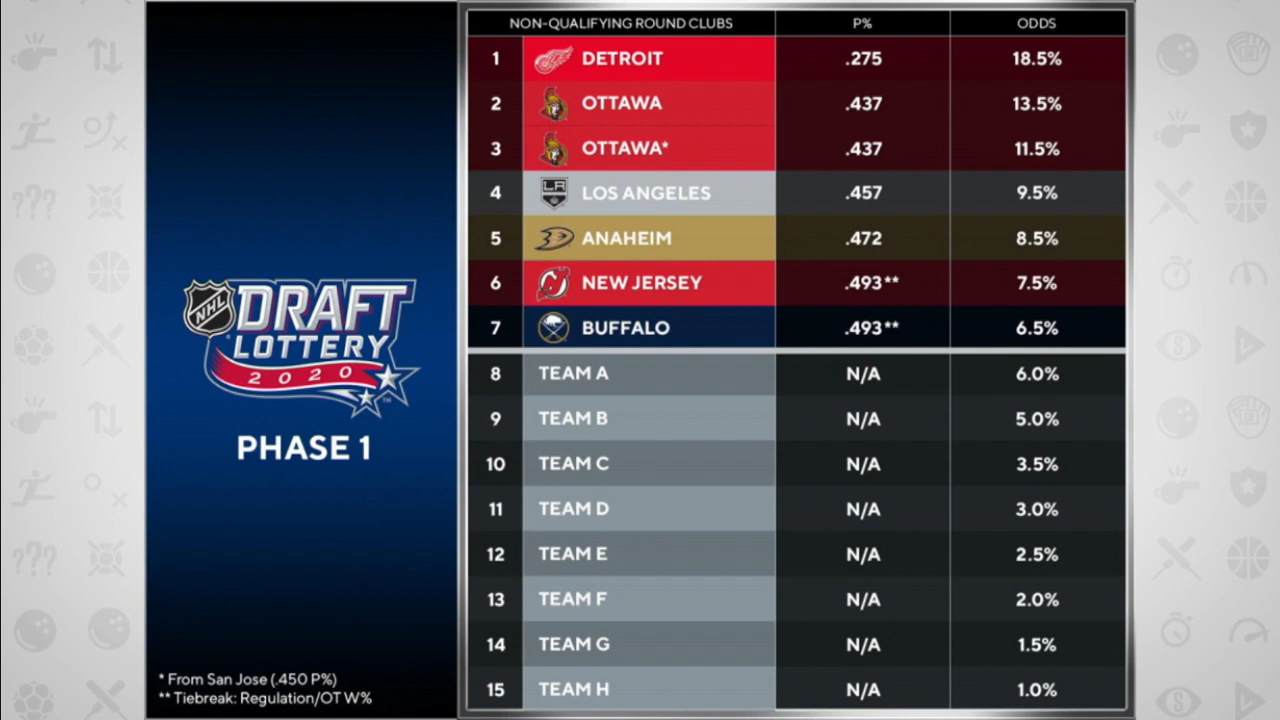 NON-QUALIFYING ROUND CLUBS P% ODDS
1 DETROIT .275 18.5%
2 OTTAWA .437 13.5%
3 OTTAWA* .437 11.5%
4 LA LOS ANGELES .457 9.5%
5 ANAHEIM .472 8.5%
6 NEW JERSEY .493** 7.5%
7 BUFFALO .493** 6.5%
8 TEAM A N/A 6.0%
9 TEAM B N/A 5.0%
10 TEAM C N/A 3.5%
11 TEAM D N/A 3.0%
12 TEAM E N/A 2.5%
13 TEAM F N/A 2.0%
14 TEAM G N/A 1.5%
15 TEAM H N/A 1.0%
NHL DRAFT
LOTTERY
2020
TM
PHASE 1
* From San Jose (.450 P%)
** Tiebreak: Regulation/OT W%
???
???